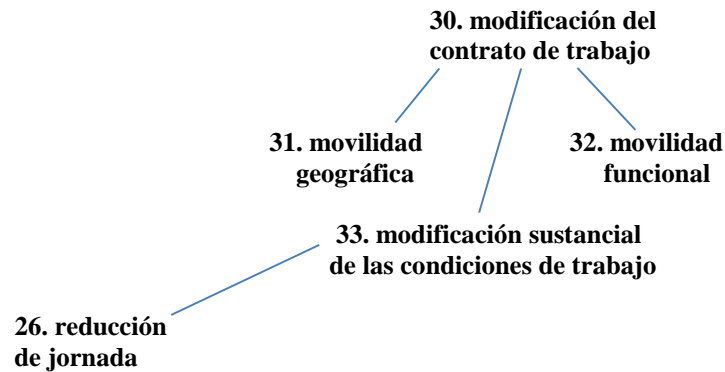 30. modificación del
contrato de trabajo
31. movilidad
geográfica
32. movilidad
funcional
33. modificación sustancial
de las condiciones de trabajo
26. reducción
de jornada